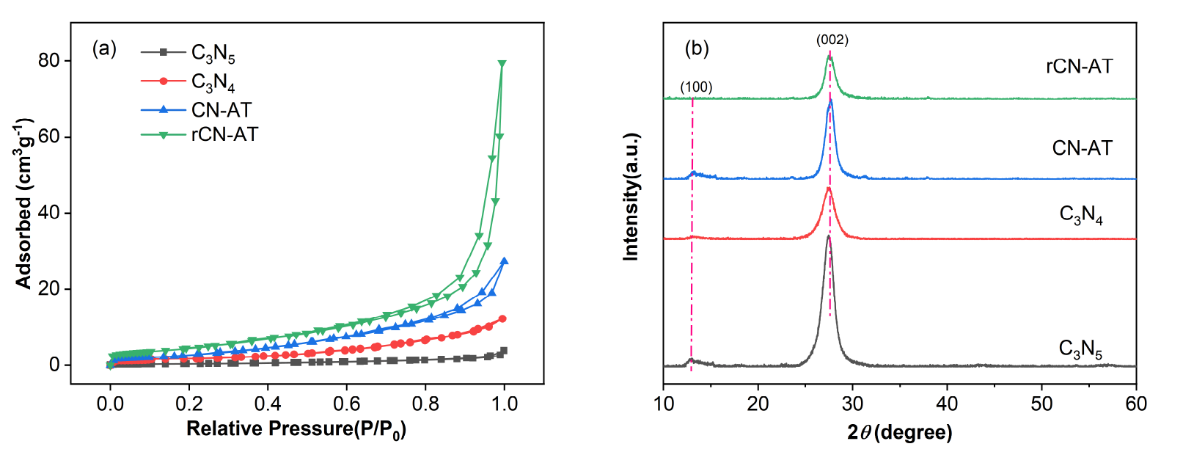 (a)
C₃N₅
C₃N₄
CN-AT
rCN-AT
80
60
40
20
0
0.0 0.2 0.4 0.6 0.8 1.0
Adsorbed (cm³g⁻¹)
Relative Pressure(P/P₀)
(b)
(002)
(100)
rCN-AT
CN-AT
C₃N₄
C₃N₅
Intensity(a.u.)
10 20 30 40 50 60
2θ (degree)